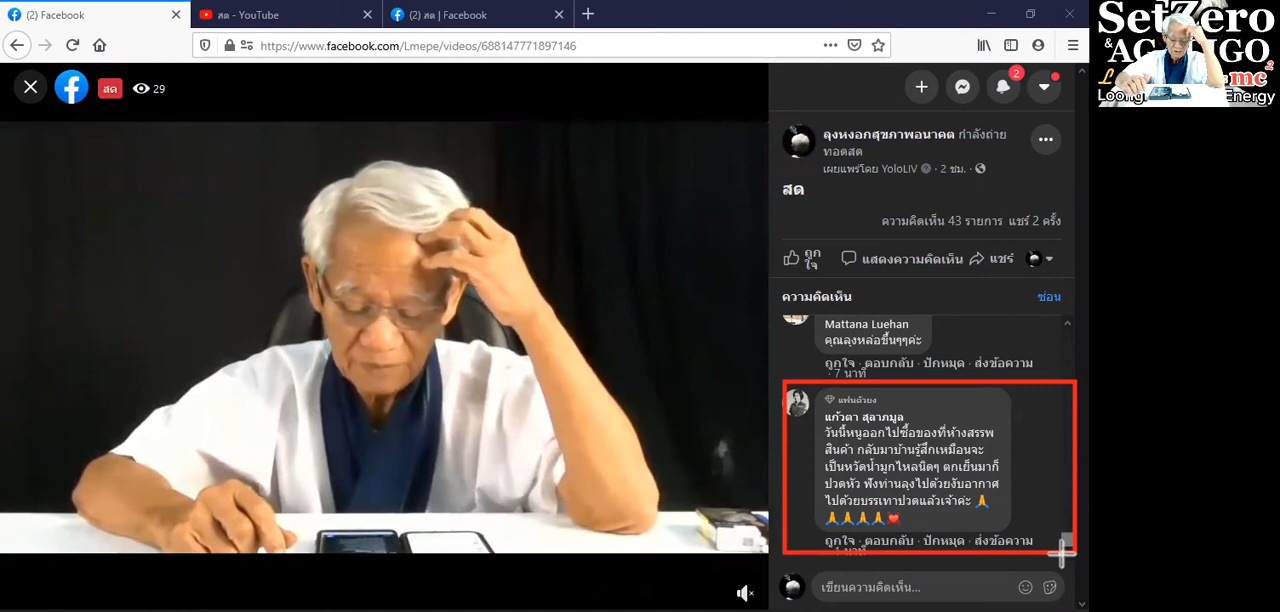 (2) Facebook
สด - YouTube
(2) สด | Facebook
https://www.facebook.com/Lmepe/videos/688147771897146
SetZero
&
mc²
Energy
สด
29
2
ลุงหงอกสุขภาพอนาคต กำลังถ่าย
ทอดสด
เผยแพร่โดย YoloLIV · 2 ชม. ·
สด
ความคิดเห็น 43 รายการ แชร์ 2 ครั้ง
ถูก
ใจ
แสดงความคิดเห็น
แชร์
ความคิดเห็น
ซ่อน
Mattana Luehan
คุณลุงหล่อขึ้นๆๆค่ะ
ถูกใจ · ตอบกลับ · ปักหมุด · ส่งข้อความ
· 7 นาที
แฟนตัวยง
แก้วตา สุลาภมูล
วันนี้หนูออกไปซื้อของที่ห้างสรรพ
สินค้า กลับมาบ้านรู้สึกเหมือนจะ
เป็นหวัดน้ำมูกไหลนิดๆ ตกเย็นมาก็
ปวดหัว ฟังท่านลุงไปด้วยงับอากาศ
ไปด้วยบรรเทาปวดแล้วเจ้าค่ะ 🙏
🙏🙏🙏🙏❤️
ถูกใจ · ตอบกลับ · ปักหมุด · ส่งข้อความ
· 1 นาที
เขียนความคิดเห็น...